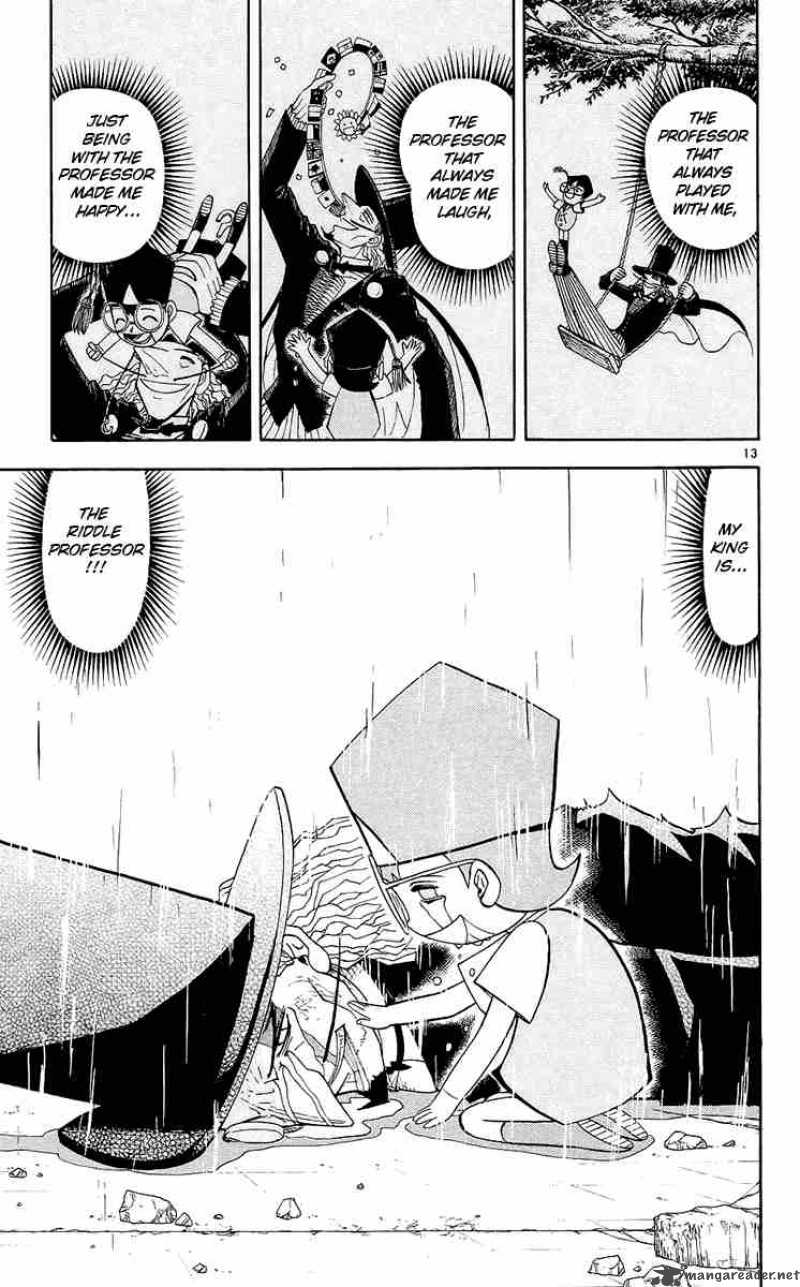 THE
PROFESSOR
THAT
ALWAYS
PLAYED
WITH ME,
THE
PROFESSOR
THAT
ALWAYS
MADE ME
LAUGH,
JUST
BEING
WITH THE
PROFESSOR
MADE ME
HAPPY...
13
MY
KING
IS...
THE
RIDDLE
PROFESSOR
!!!
mangareader.net